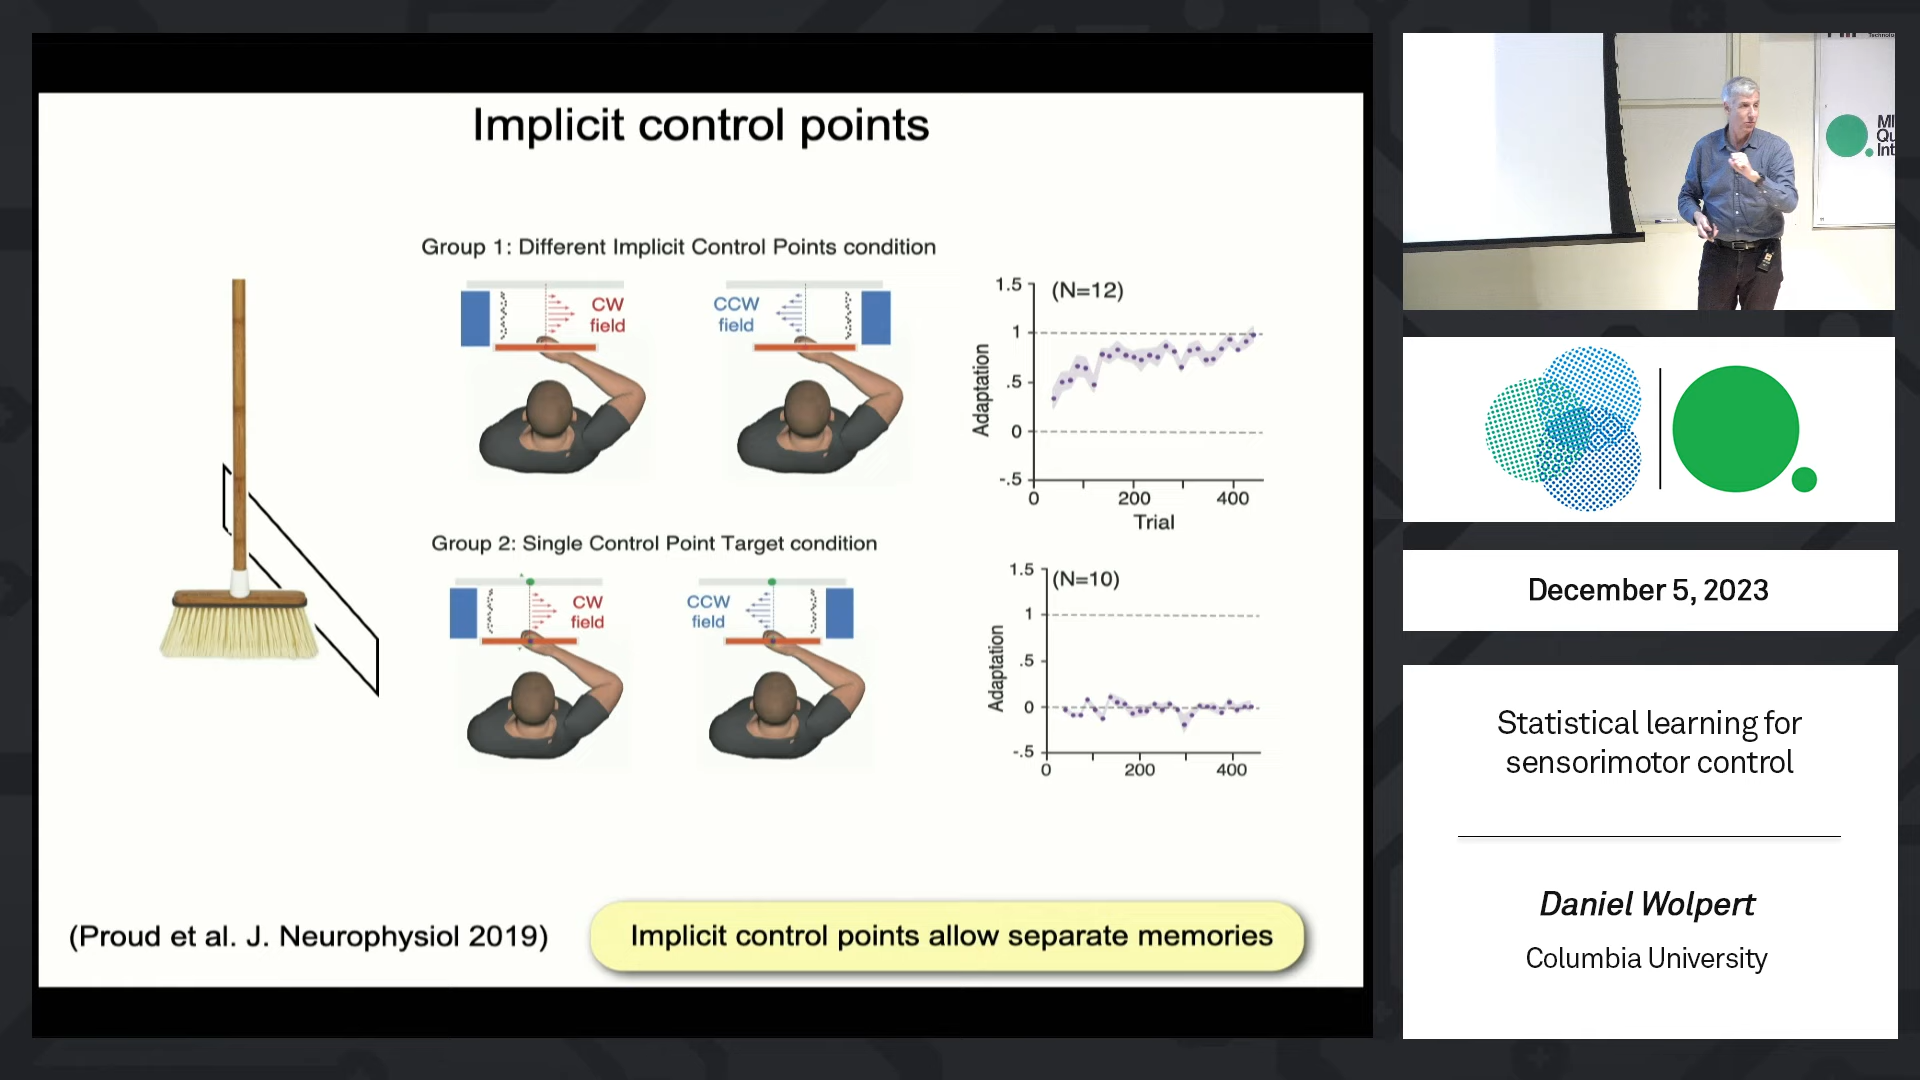 Implicit control points
Group 1: Different Implicit Control Points condition
CW
field
CCW
field
1.5
(N=12)
1
.5
0
-.5
Adaptation
0
200
400
Trial
Group 2: Single Control Point Target condition
CW
field
CCW
field
1.5
(N=10)
1
.5
0
-.5
Adaptation
0
200
400
(Proud et al. J. Neurophysiol 2019)
Implicit control points allow separate memories
MI
Qu
Int
December 5, 2023
Statistical learning for
sensorimotor control
Daniel Wolpert
Columbia University